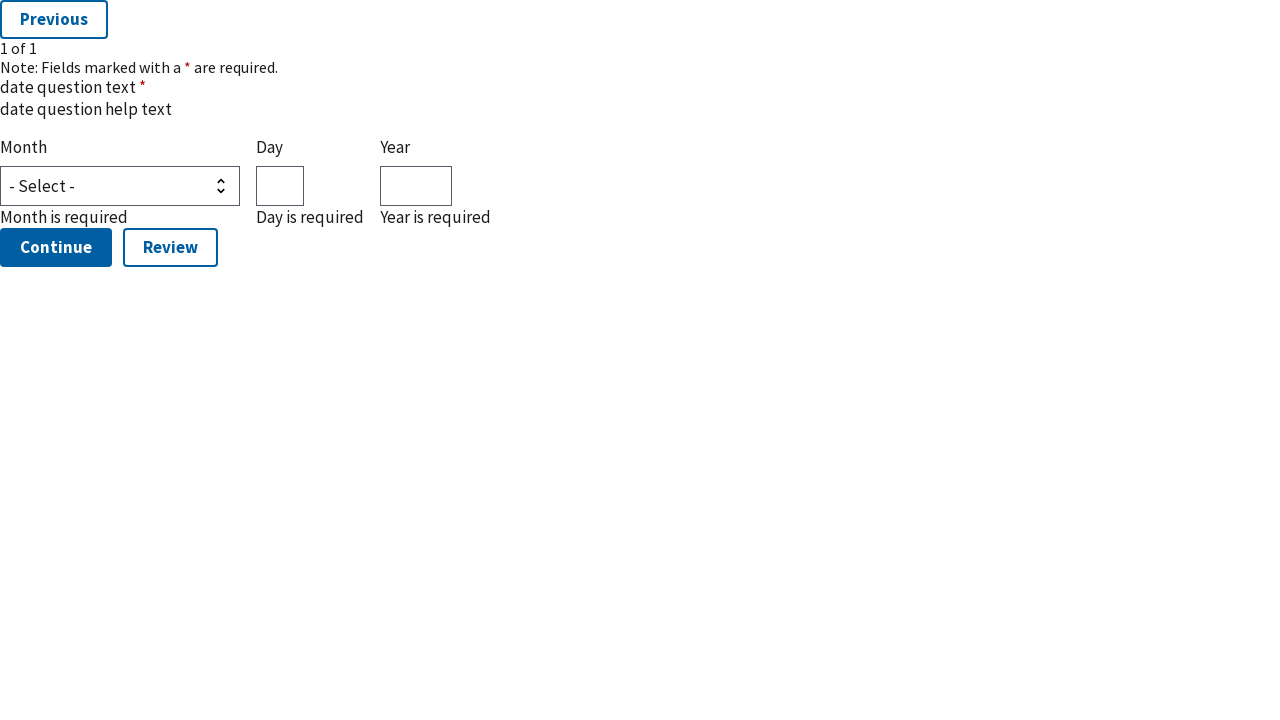 Previous
1 of 1
Note: Fields marked with a * are required.
date question text *
date question help text
Month Day Year
- Select -
Month is required Day is required Year is required
Continue Review